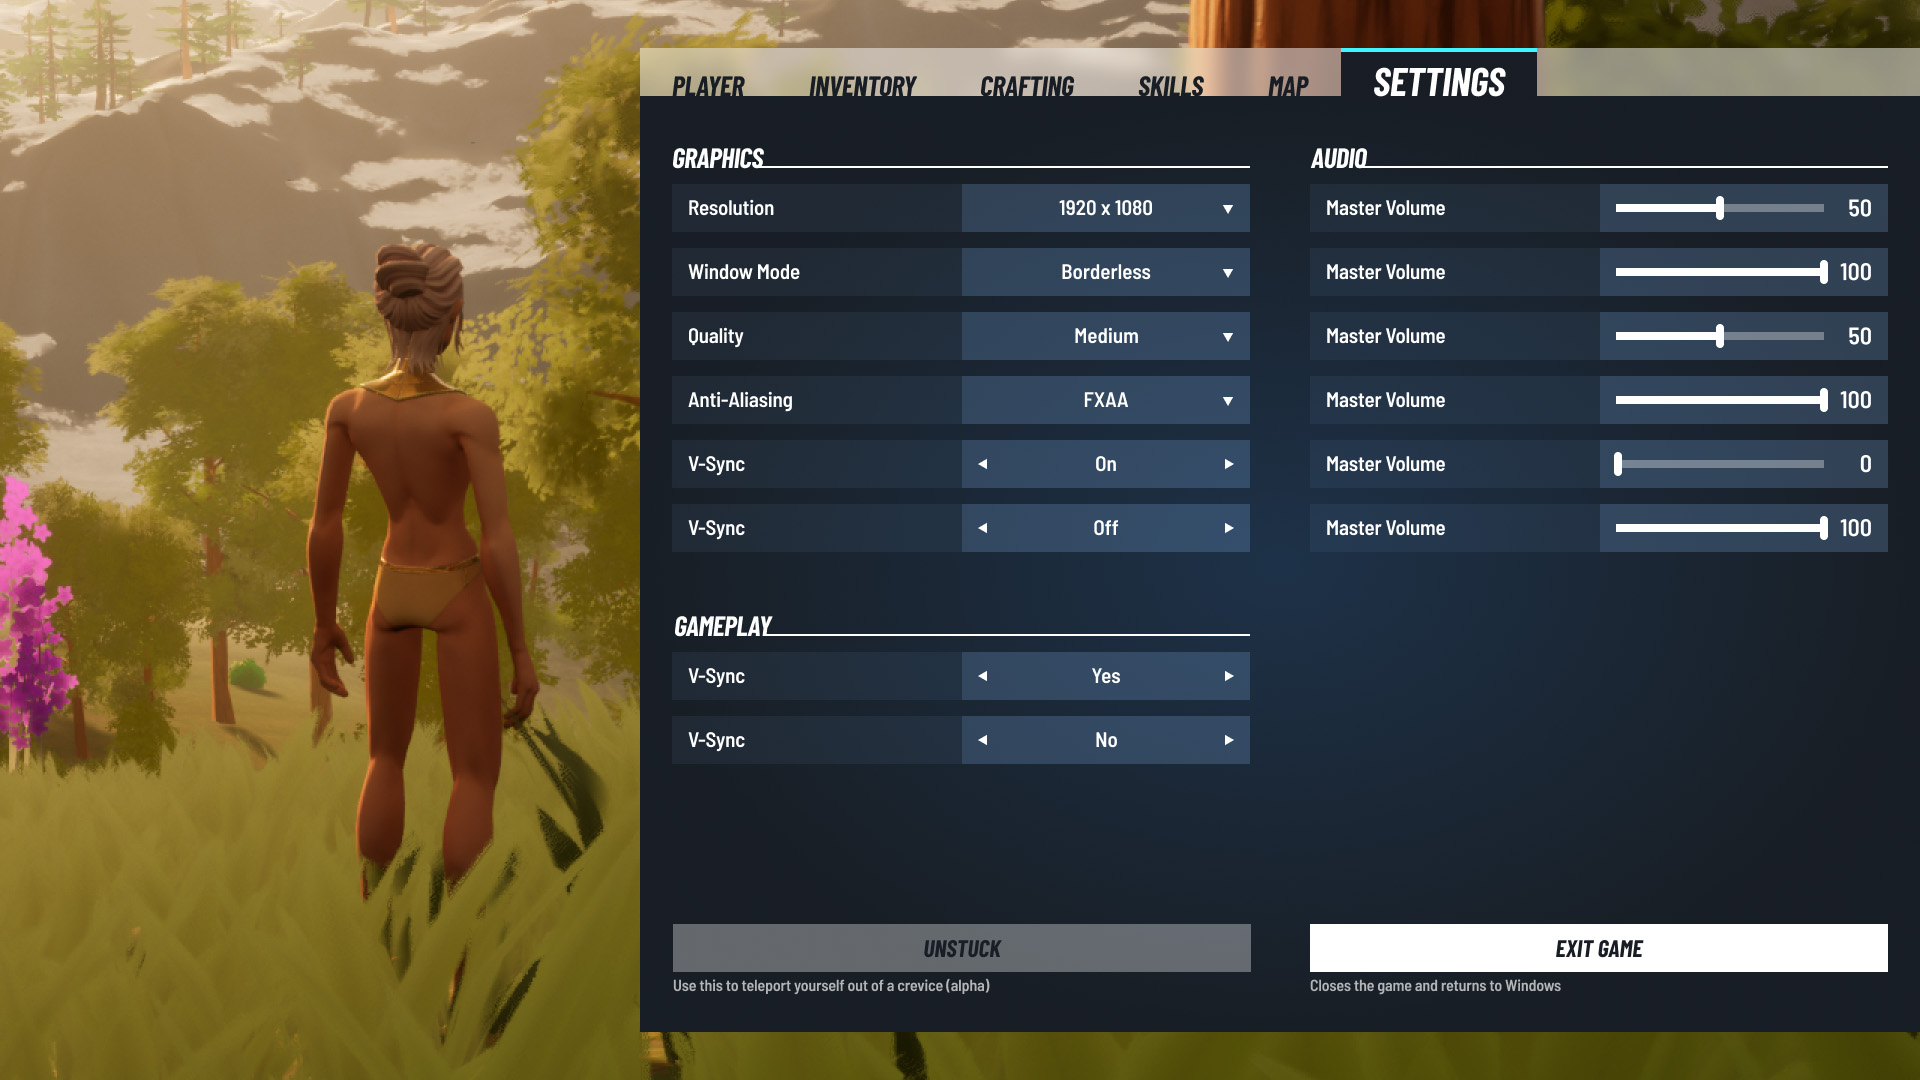 PLAYER INVENTORY CRAFTING SKILLS MAP SETTINGS
GRAPHICS
Resolution 1920 x 1080
Window Mode Borderless
Quality Medium
Anti-Aliasing FXAA
V-Sync On
V-Sync Off
GAMEPLAY
V-Sync Yes
V-Sync No
UNSTUCK
Use this to teleport yourself out of a crevice (alpha)
AUDIO
Master Volume 50
Master Volume 100
Master Volume 50
Master Volume 100
Master Volume 0
Master Volume 100
EXIT GAME
Closes the game and returns to Windows